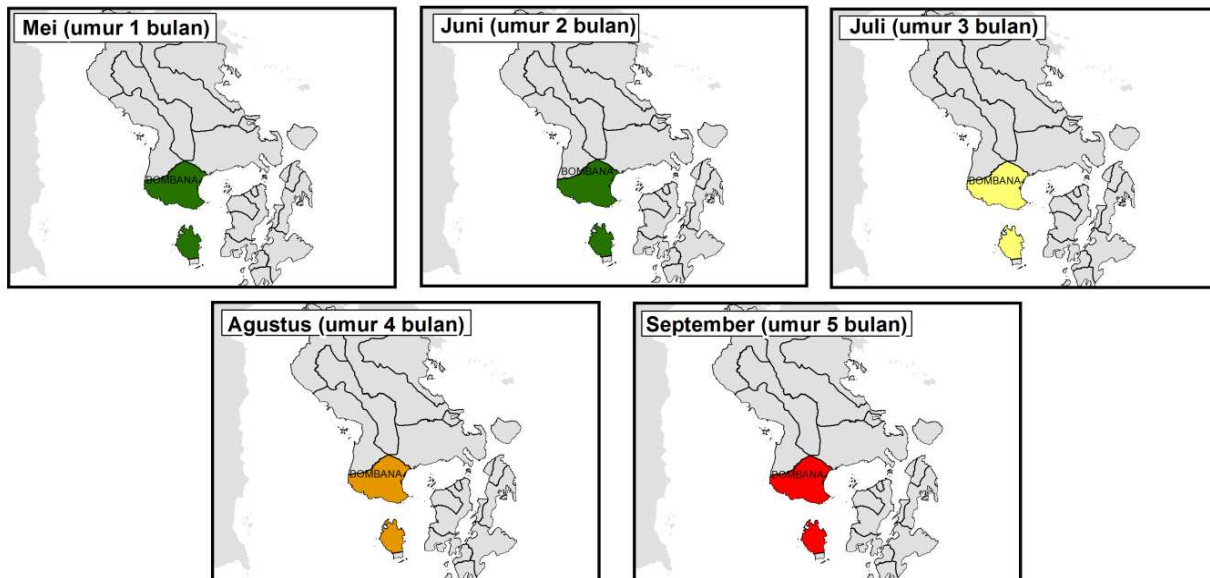 Mei (umur 1 bulan)
BOMBANA
Juni (umur 2 bulan)
BOMBANA
Juli (umur 3 bulan)
BOMBANA
Agustus (umur 4 bulan)
BOMBANA
September (umur 5 bulan)
BOMBANA